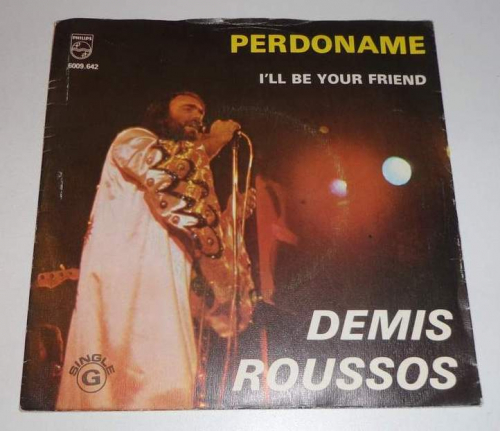 PHILIPS
6009.642
PERDONAME
I'LL BE YOUR FRIEND
DEMIS
ROUSSOS
SINGLE
G